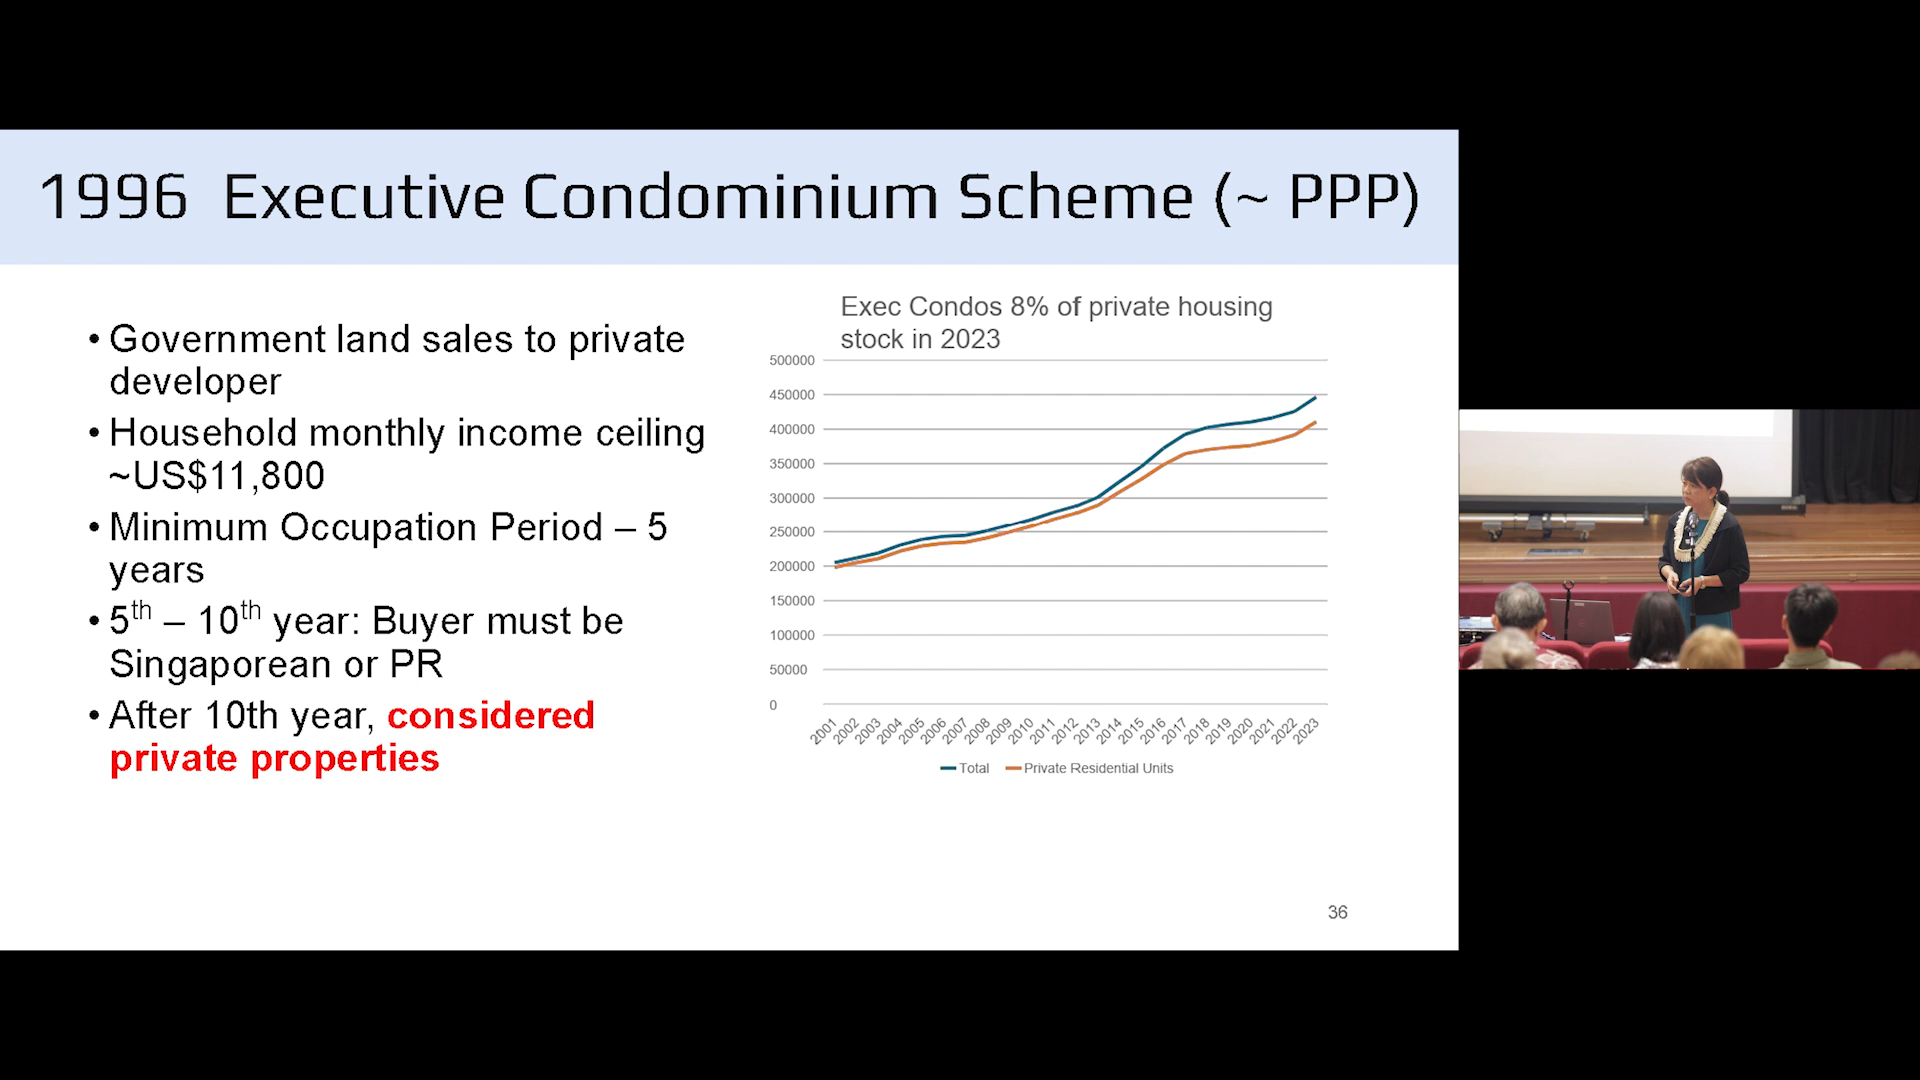 1996 Executive Condominium Scheme (~ PPP)
• Government land sales to private
developer
• Household monthly income ceiling
~US$11,800
• Minimum Occupation Period – 5
years
• 5th – 10th year: Buyer must be
Singaporean or PR
• After 10th year, considered
private properties
Exec Condos 8% of private housing
stock in 2023
500000
450000
400000
350000
300000
250000
200000
150000
100000
50000
0
2001 2002 2003 2004 2005 2006 2007 2008 2009 2010 2011 2012 2013 2014 2015 2016 2017 2018 2019 2020 2021 2022 2023
Total Private Residential Units
36